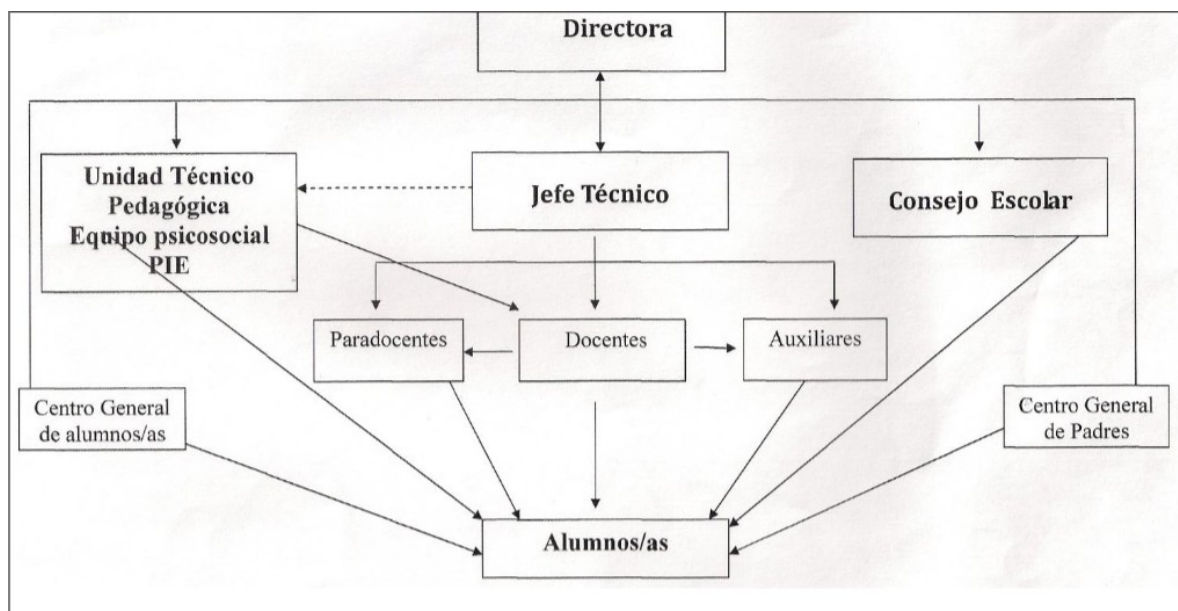 Directora
Unidad Técnico
Pedagógica
Equipo psicosocial
PIE
Jefe Técnico
Consejo Escolar
Paradocentes
Docentes
Auxiliares
Centro General
de alumnos/as
Centro General
de Padres
Alumnos/as